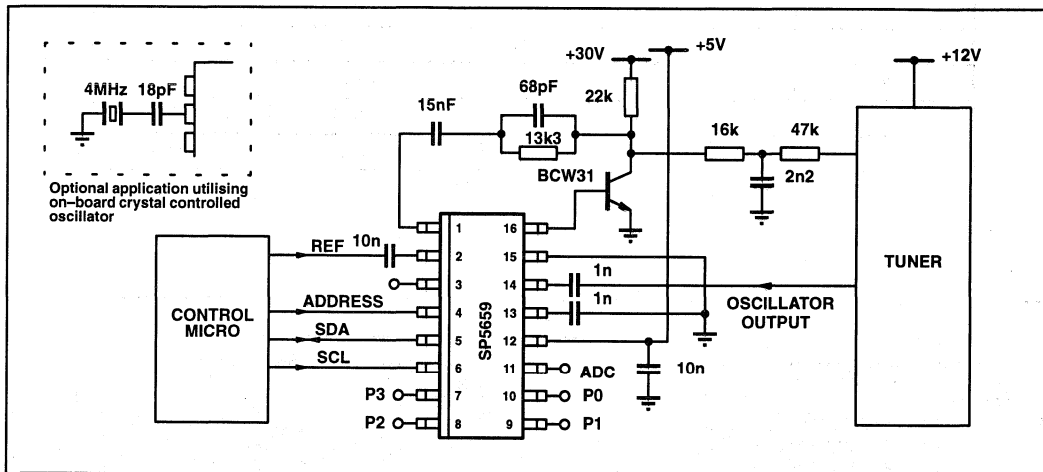 +5V
+30V
+12V
4MHz 18pF
68pF
22k
15nF
13k3
16k 47k
BCW31
2n2
Optional application utilising
on–board crystal controlled
oscillator
1 16
REF 10n 2 15
3 14 1n
ADDRESS 4 13 1n
SDA 5 12
SCL 6 11 ADC
P3 7 10 P0
P2 8 9 P1
SP5659
CONTROL
MICRO
OSCILLATOR
OUTPUT
10n
TUNER